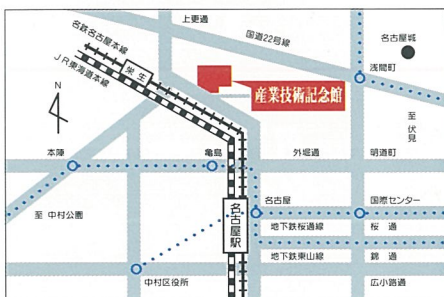 上更通
名鉄名古屋本線
国道22号線
名古屋城
JR東海道本線
栄生
浅間町
産業技術記念館
N
至 伏見
本陣
亀島
外堀通
明道町
名古屋
国際センター
至 中村公園
名古屋駅
地下鉄桜通線
桜通
地下鉄東山線
錦通
中村区役所
広小路通